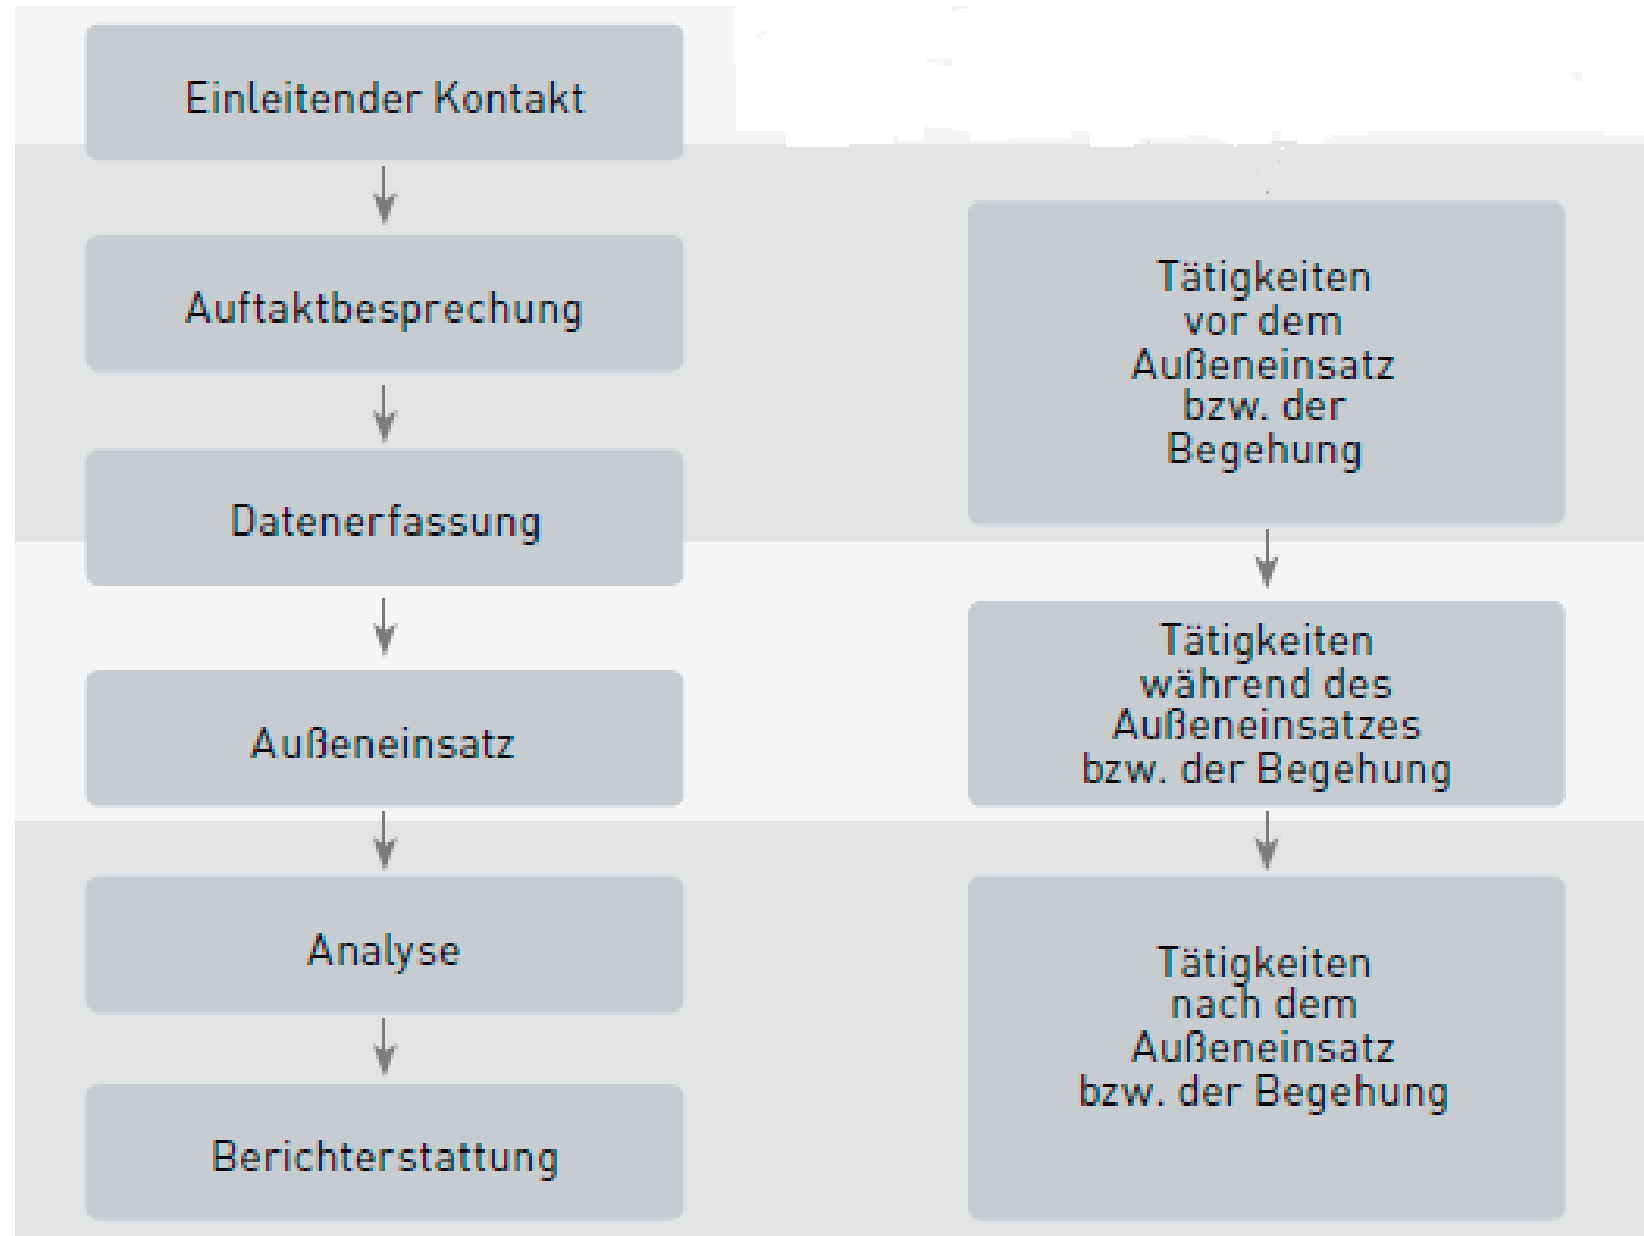 Einleitender Kontakt
Auftaktbesprechung
Datenerfassung
Außeneinsatz
Analyse
Berichterstattung
Tätigkeiten
vor dem
Außeneinsatz
bzw. der
Begehung
Tätigkeiten
während des
Außeneinsatzes
bzw. der Begehung
Tätigkeiten
nach dem
Außeneinsatz
bzw. der Begehung